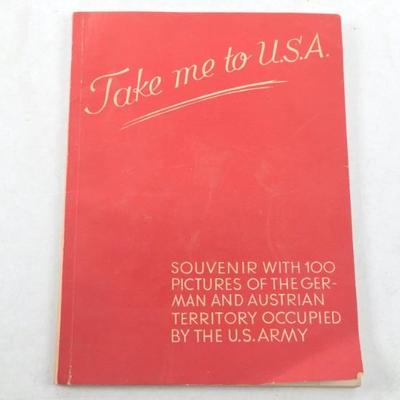 Take me to U.S.A.
SOUVENIR WITH 100
PICTURES OF THE GER-
MAN AND AUSTRIAN
TERRITORY OCCUPIED
BY THE U.S. ARMY